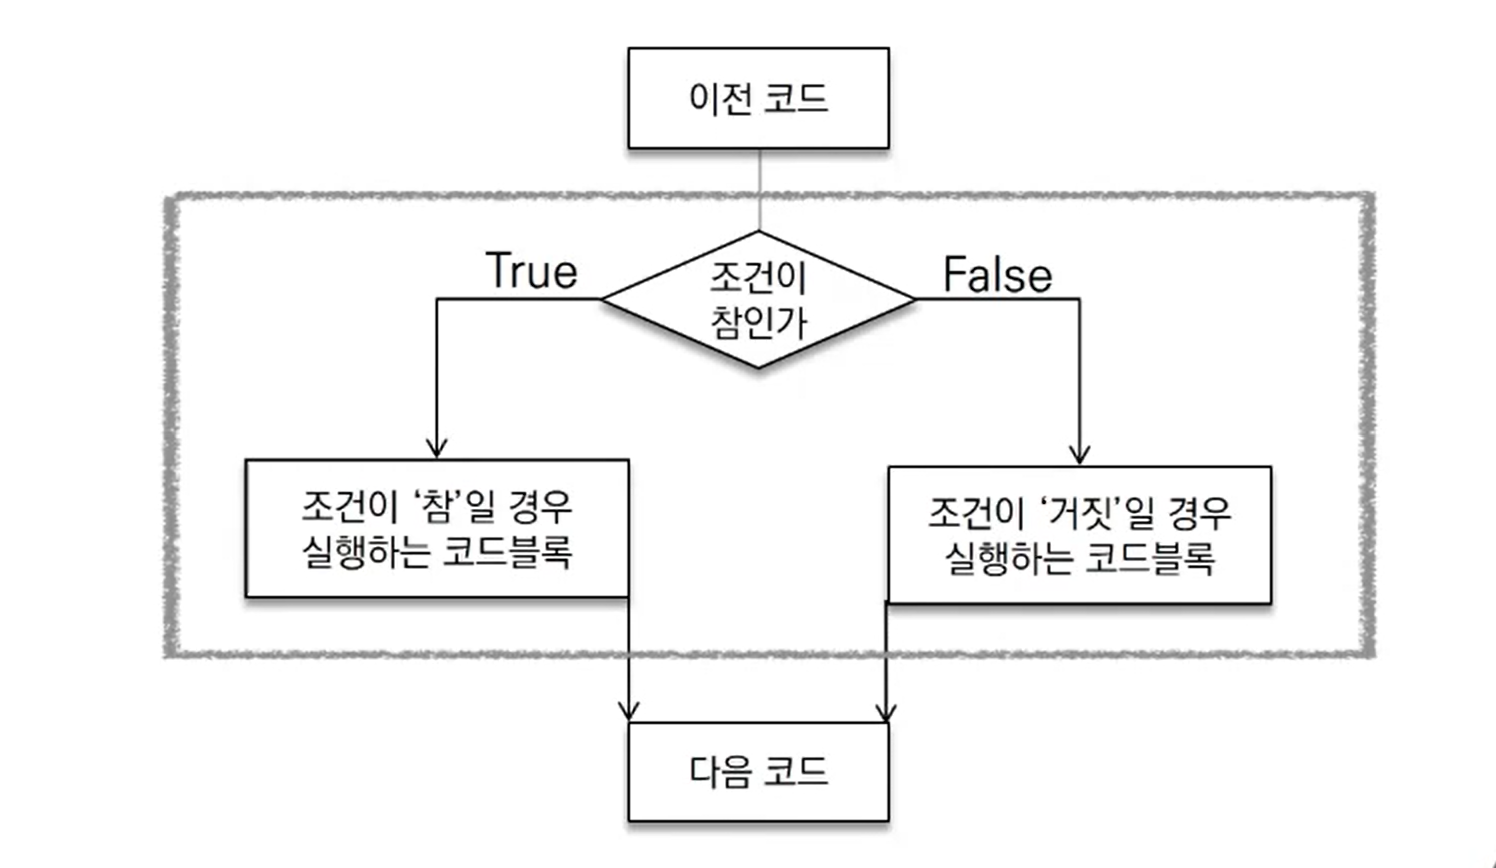 이전 코드
True
조건이
참인가
False
조건이 ‘참’일 경우
실행하는 코드블록
조건이 ‘거짓’일 경우
실행하는 코드블록
다음 코드